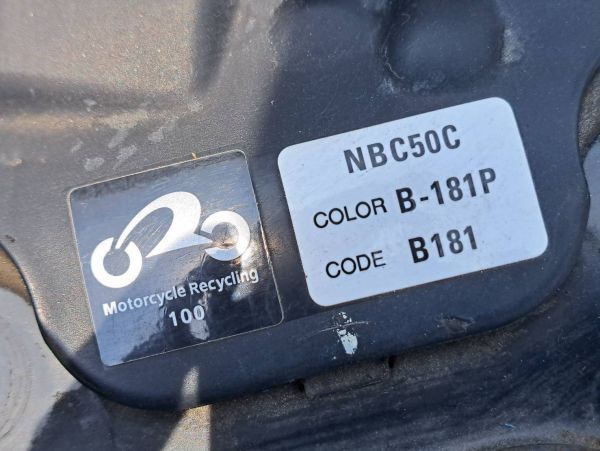 NBC50C
COLOR B-181P
CODE B181
Motorcycle Recycling
100